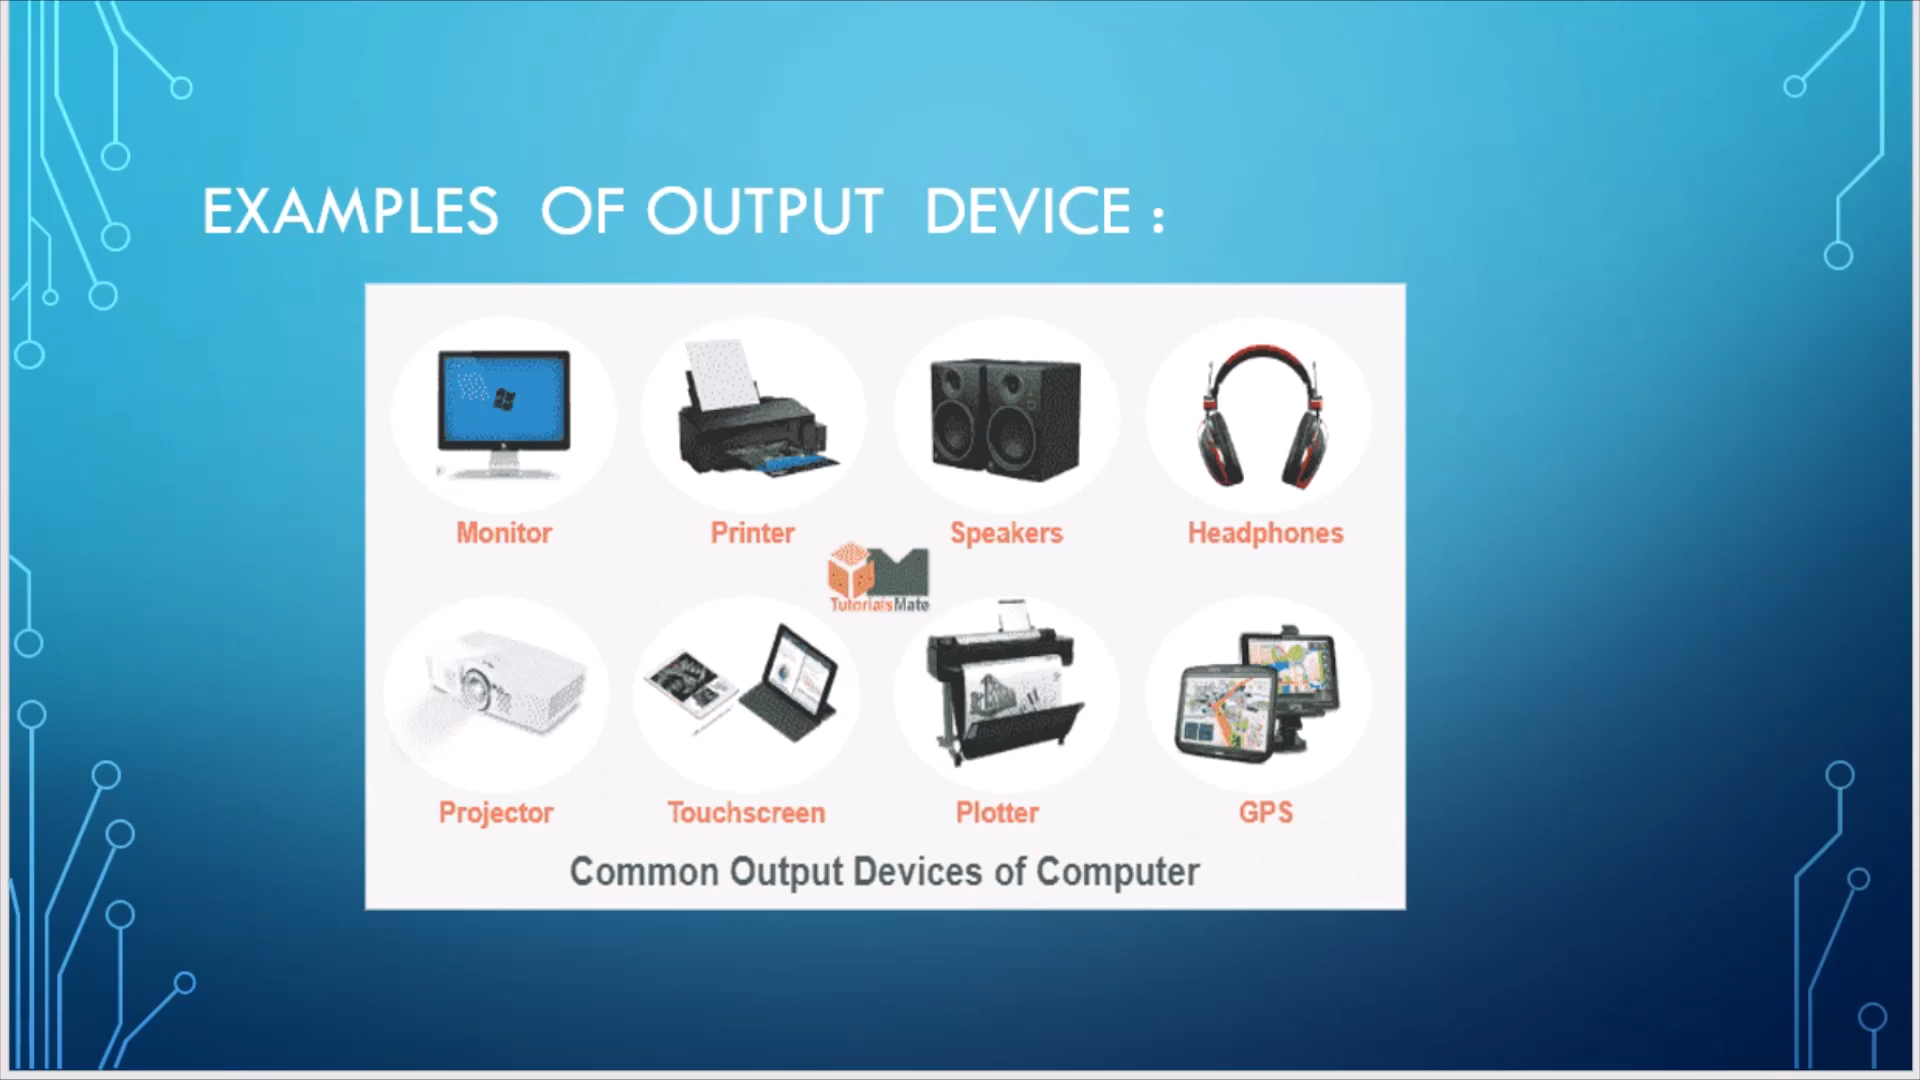 EXAMPLES OF OUTPUT DEVICE :
Monitor Printer Speakers Headphones
TutorialsMate
Projector Touchscreen Plotter GPS
Common Output Devices of Computer